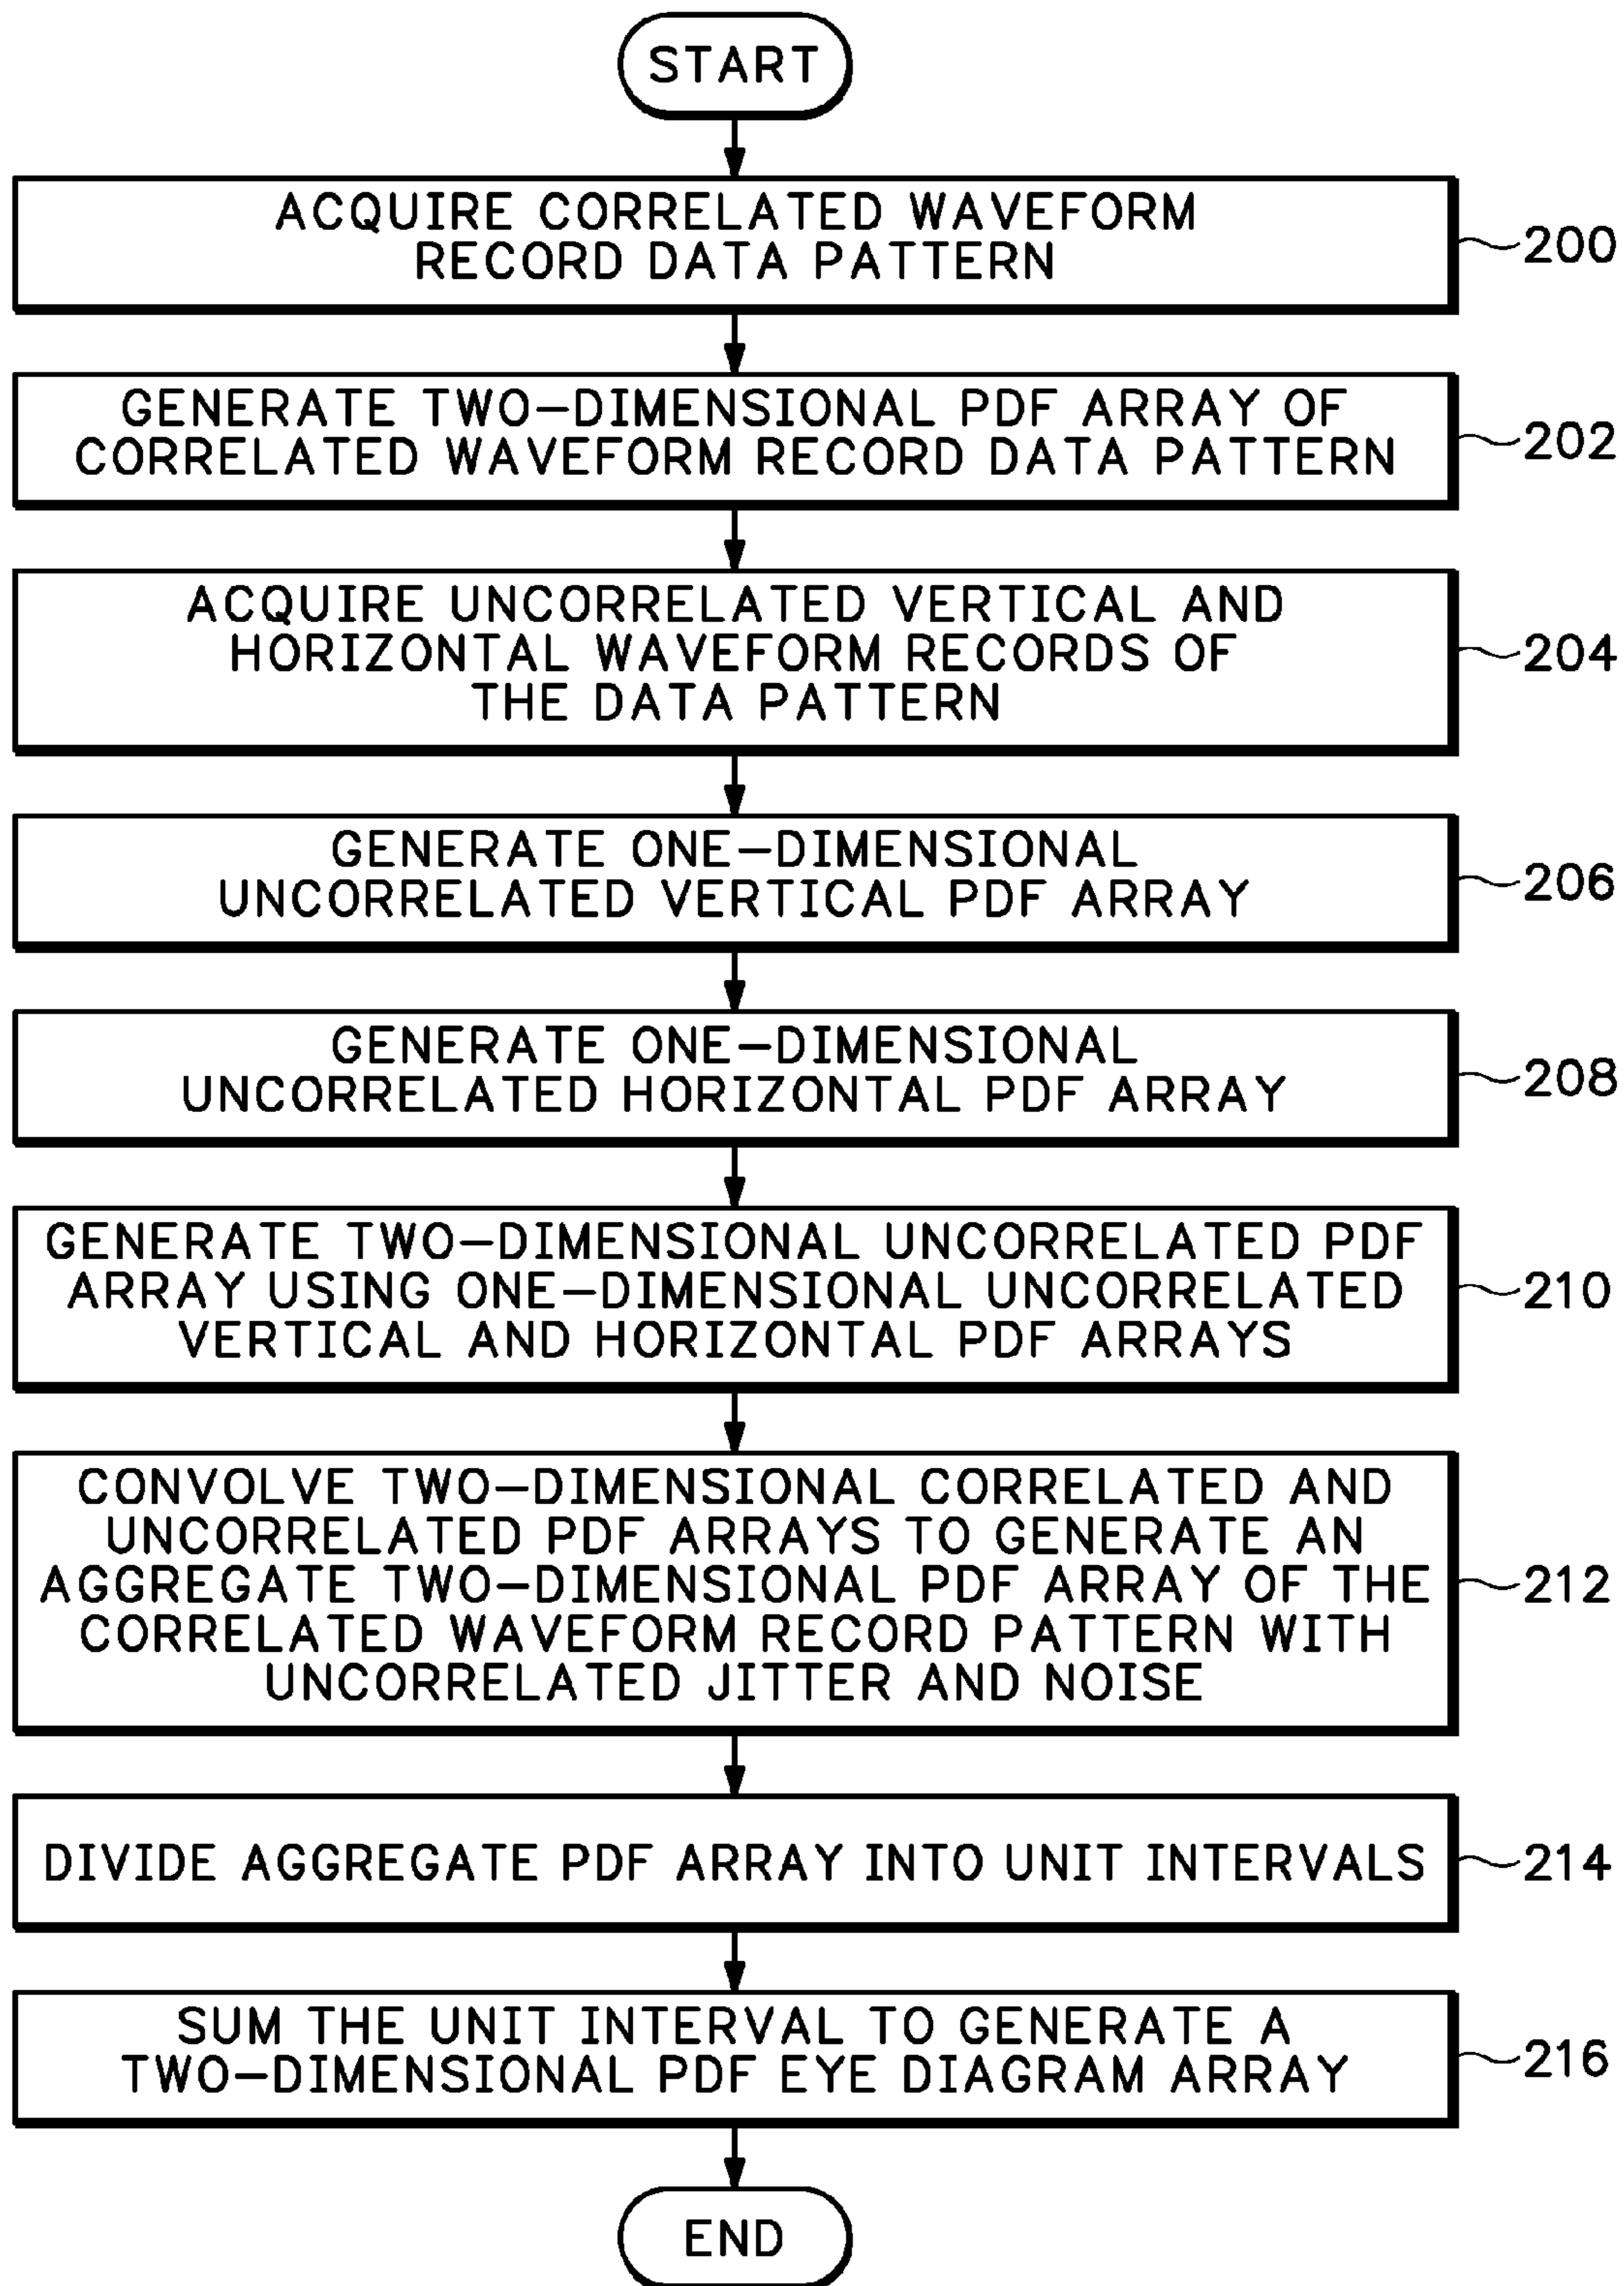 START
ACQUIRE CORRELATED WAVEFORM
RECORD DATA PATTERN
200
GENERATE TWO-DIMENSIONAL PDF ARRAY OF
CORRELATED WAVEFORM RECORD DATA PATTERN
202
ACQUIRE UNCORRELATED VERTICAL AND
HORIZONTAL WAVEFORM RECORDS OF
THE DATA PATTERN
204
GENERATE ONE-DIMENSIONAL
UNCORRELATED VERTICAL PDF ARRAY
206
GENERATE ONE-DIMENSIONAL
UNCORRELATED HORIZONTAL PDF ARRAY
208
GENERATE TWO-DIMENSIONAL UNCORRELATED PDF
ARRAY USING ONE-DIMENSIONAL UNCORRELATED
VERTICAL AND HORIZONTAL PDF ARRAYS
210
CONVOLVE TWO-DIMENSIONAL CORRELATED AND
UNCORRELATED PDF ARRAYS TO GENERATE AN
AGGREGATE TWO-DIMENSIONAL PDF ARRAY OF THE
CORRELATED WAVEFORM RECORD PATTERN WITH
UNCORRELATED JITTER AND NOISE
212
DIVIDE AGGREGATE PDF ARRAY INTO UNIT INTERVALS
214
SUM THE UNIT INTERVAL TO GENERATE A
TWO-DIMENSIONAL PDF EYE DIAGRAM ARRAY
216
END